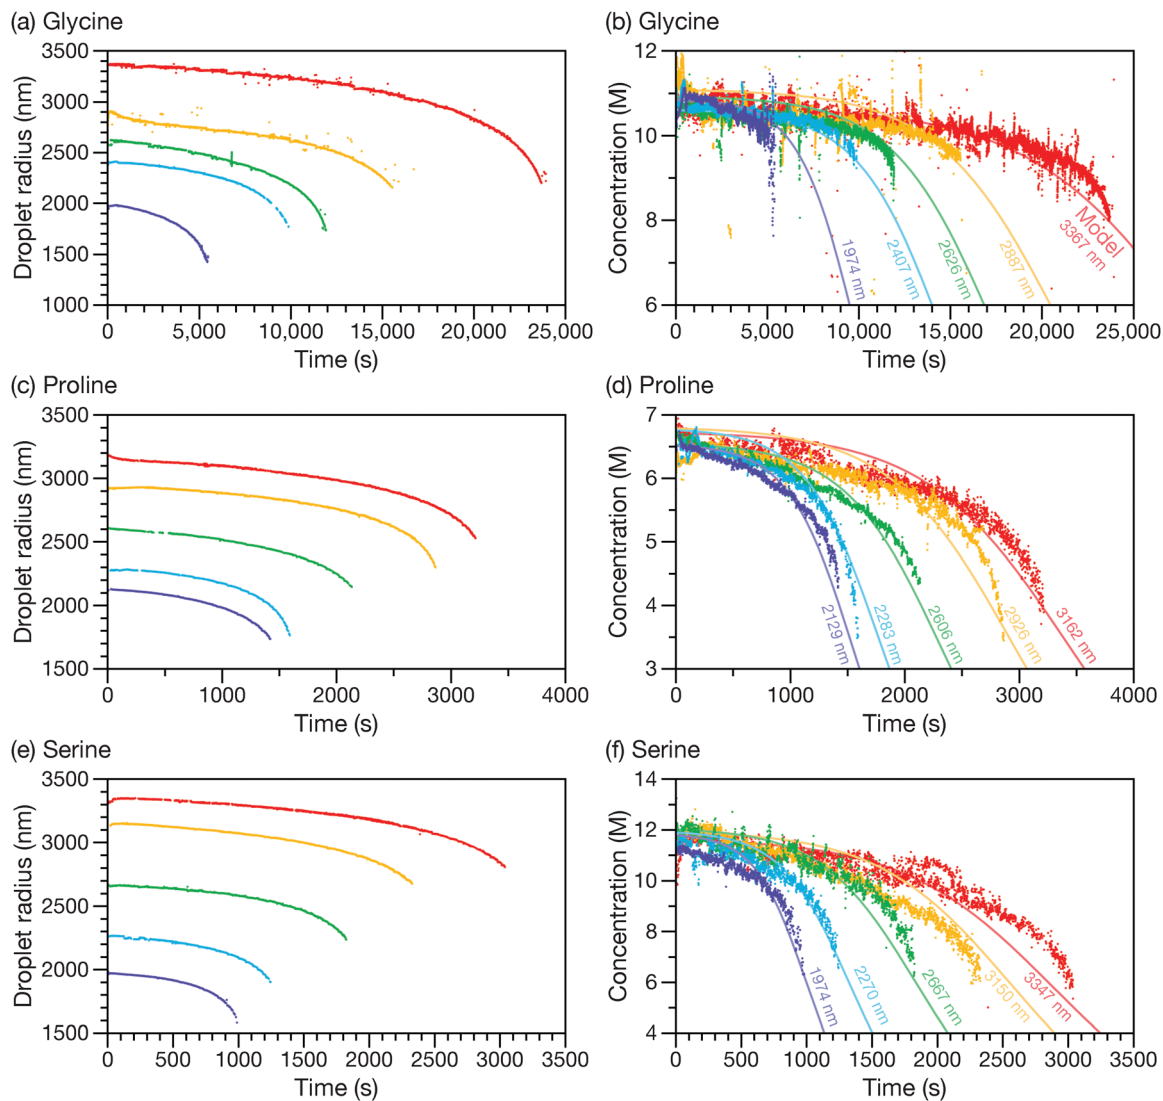 (a) Glycine
Droplet radius (nm)
3500
3000
2500
2000
1500
1000
0
5,000
10,000
15,000
20,000
25,000
Time (s)
(b) Glycine
Concentration (M)
12
10
8
6
1974 nm
2407 nm
2626 nm
2887 nm
Model
3367 nm
0
5,000
10,000
15,000
20,000
25,000
Time (s)
(c) Proline
Droplet radius (nm)
3500
3000
2500
2000
1500
0
1000
2000
3000
4000
Time (s)
(d) Proline
Concentration (M)
7
6
5
4
3
2129 nm
2283 nm
2606 nm
2926 nm
3162 nm
0
1000
2000
3000
4000
Time (s)
(e) Serine
Droplet radius (nm)
3500
3000
2500
2000
1500
0
500
1000
1500
2000
2500
3000
3500
Time (s)
(f) Serine
Concentration (M)
14
12
10
8
6
4
1974 nm
2270 nm
2667 nm
3150 nm
3347 nm
0
500
1000
1500
2000
2500
3000
3500
Time (s)